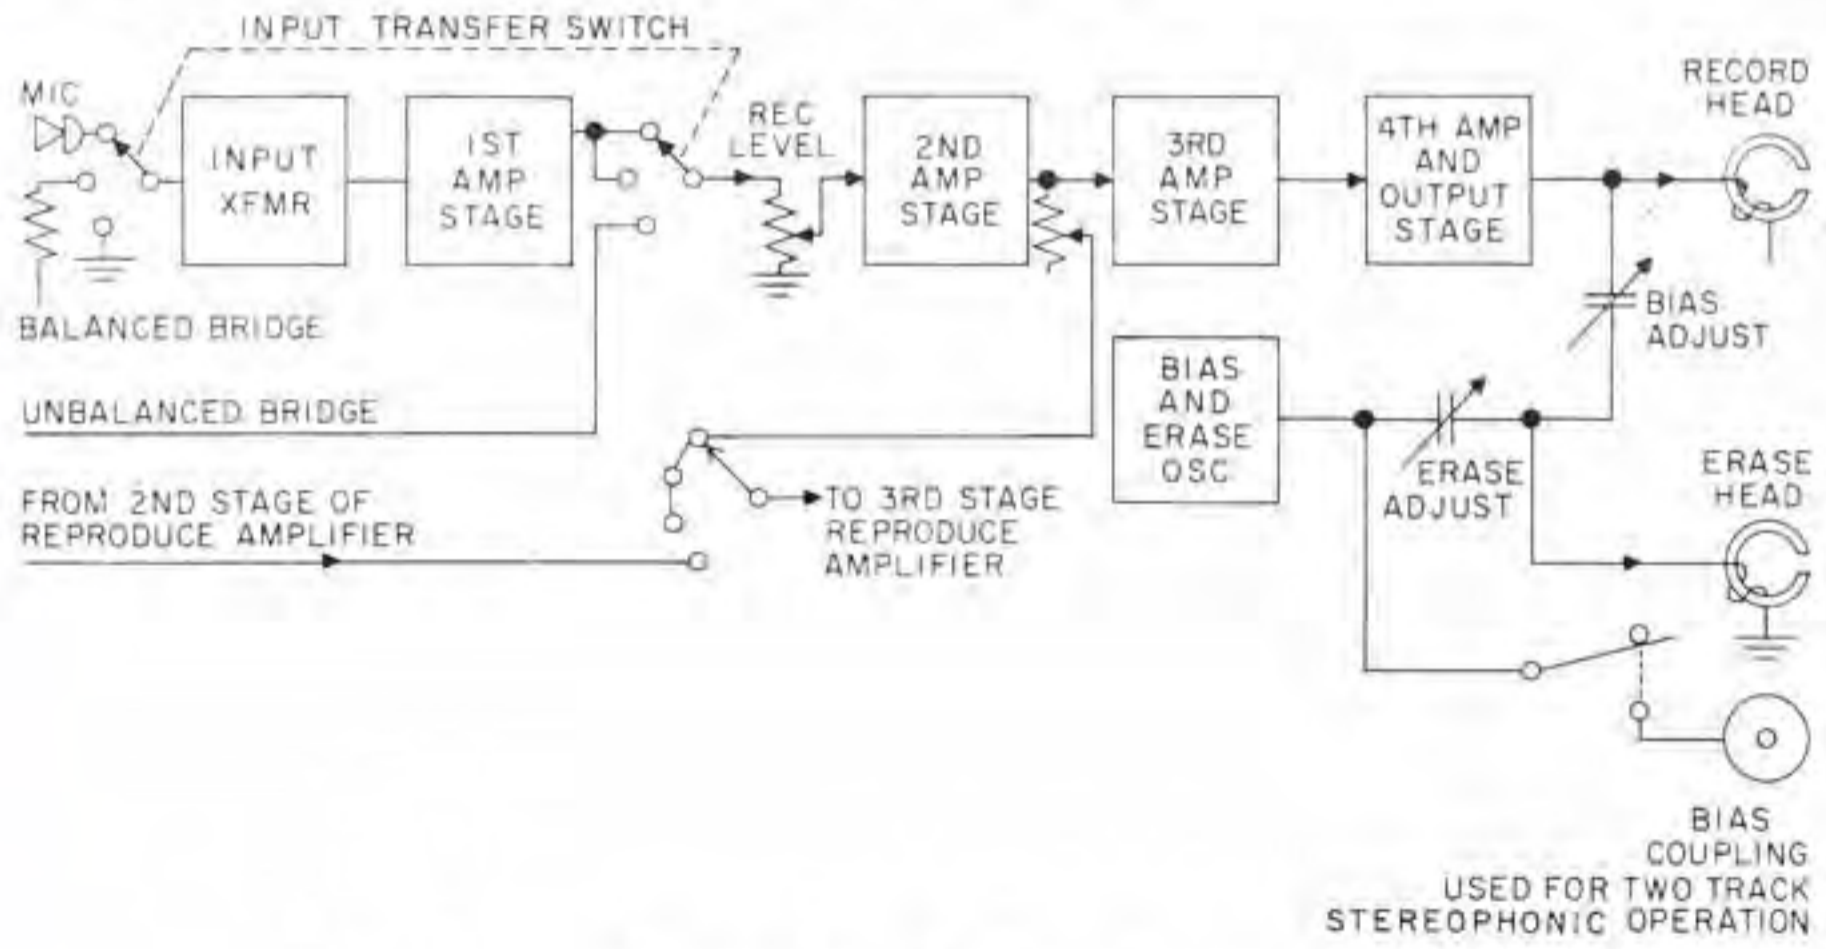 INPUT TRANSFER SWITCH
MIC
BALANCED BRIDGE
UNBALANCED BRIDGE
FROM 2ND STAGE OF
REPRODUCE AMPLIFIER
INPUT
XFMR
1ST
AMP
STAGE
REC
LEVEL
2ND
AMP
STAGE
3RD
AMP
STAGE
4TH AMP
AND
OUTPUT
STAGE
RECORD
HEAD
BIAS
ADJUST
BIAS
AND
ERASE
OSC
ERASE
ADJUST
TO 3RD STAGE
REPRODUCE
AMPLIFIER
ERASE
HEAD
BIAS
COUPLING
USED FOR TWO TRACK
STEREOPHONIC OPERATION